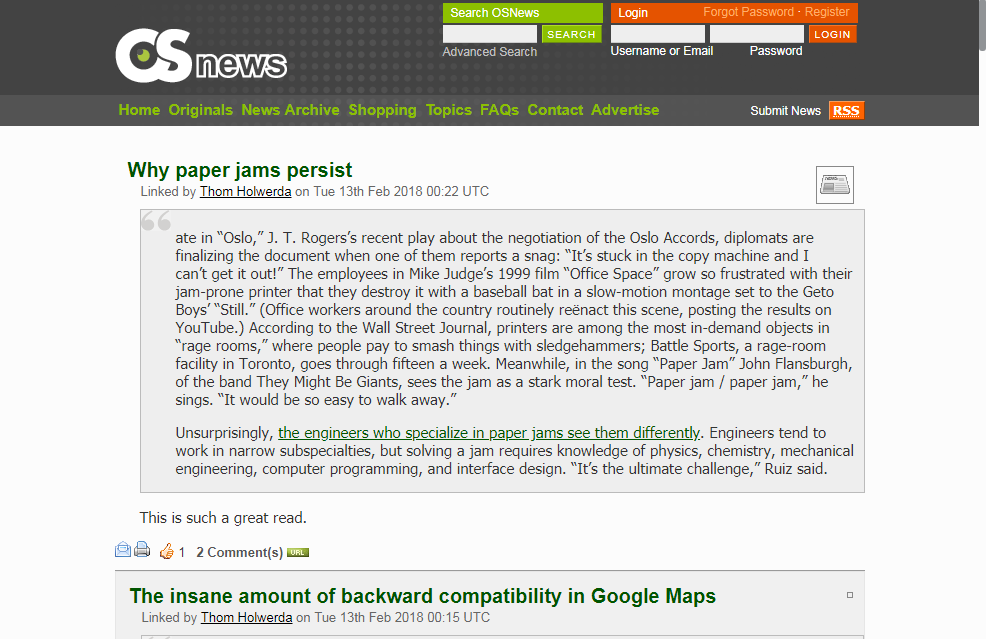 Search OSNews
Login
Forgot Password · Register
SEARCH
LOGIN
Advanced Search
Username or Email
Password
OSnews
Home Originals News Archive Shopping Topics FAQs Contact Advertise
Submit News RSS
Why paper jams persist
Linked by Thom Holwerda on Tue 13th Feb 2018 00:22 UTC
ate in “Oslo,” J. T. Rogers’s recent play about the negotiation of the Oslo Accords, diplomats are
finalizing the document when one of them reports a snag: “It’s stuck in the copy machine and I
can’t get it out!” The employees in Mike Judge’s 1999 film “Office Space” grow so frustrated with their
jam-prone printer that they destroy it with a baseball bat in a slow-motion montage set to the Geto
Boys’ “Still.” (Office workers around the country routinely reënact this scene, posting the results on
YouTube.) According to the Wall Street Journal, printers are among the most in-demand objects in
“rage rooms,” where people pay to smash things with sledgehammers; Battle Sports, a rage-room
facility in Toronto, goes through fifteen a week. Meanwhile, in the song “Paper Jam” John Flansburgh,
of the band They Might Be Giants, sees the jam as a stark moral test. “Paper jam / paper jam,” he
sings. “It would be so easy to walk away.”
Unsurprisingly, the engineers who specialize in paper jams see them differently. Engineers tend to
work in narrow subspecialties, but solving a jam requires knowledge of physics, chemistry, mechanical
engineering, computer programming, and interface design. “It’s the ultimate challenge,” Ruiz said.
This is such a great read.
1 2 Comment(s) URL
The insane amount of backward compatibility in Google Maps
Linked by Thom Holwerda on Tue 13th Feb 2018 00:15 UTC